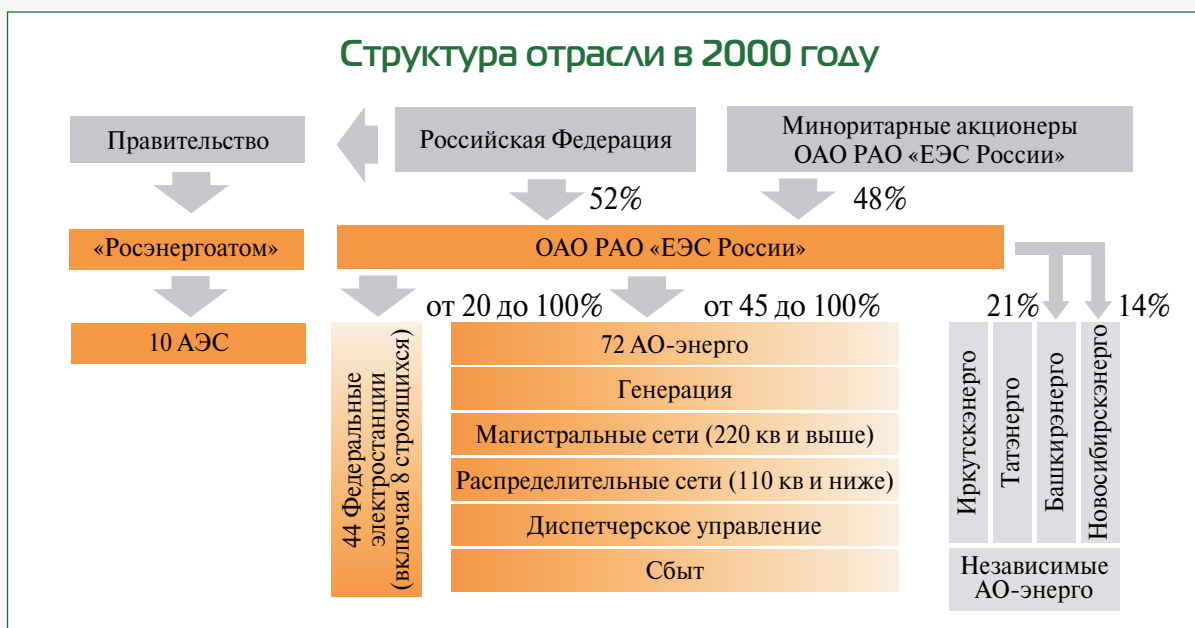 Структура отрасли в 2000 году
Правительство
Российская Федерация
Миноритарные акционеры
ОАО РАО «ЕЭС России»
52%
48%
«Росэнергоатом»
ОАО РАО «ЕЭС России»
от 20 до 100%
от 45 до 100%
21%
14%
10 АЭС
44 Федеральные
электростанции
(включая 8 строящихся)
72 АО-энерго
Генерация
Магистральные сети (220 кв и выше)
Распределительные сети (110 кв и ниже)
Диспетчерское управление
Сбыт
Иркутскэнерго
Татэнерго
Башкирэнерго
Новосибирскэнерго
Независимые
АО-энерго